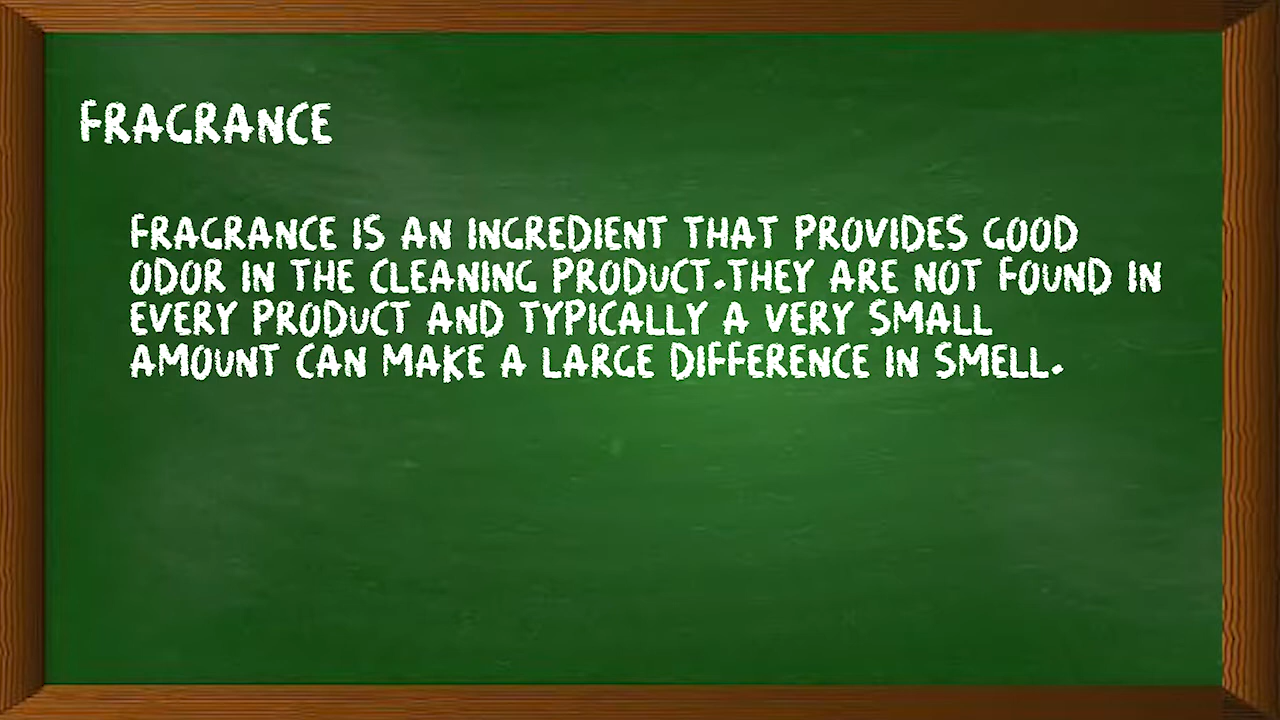 FRAGRANCE
FRAGRANCE IS AN INGREDIENT THAT PROVIDES GOOD
ODOR IN THE CLEANING PRODUCT.THEY ARE NOT FOUND IN
EVERY PRODUCT AND TYPICALLY A VERY SMALL
AMOUNT CAN MAKE A LARGE DIFFERENCE IN SMELL.